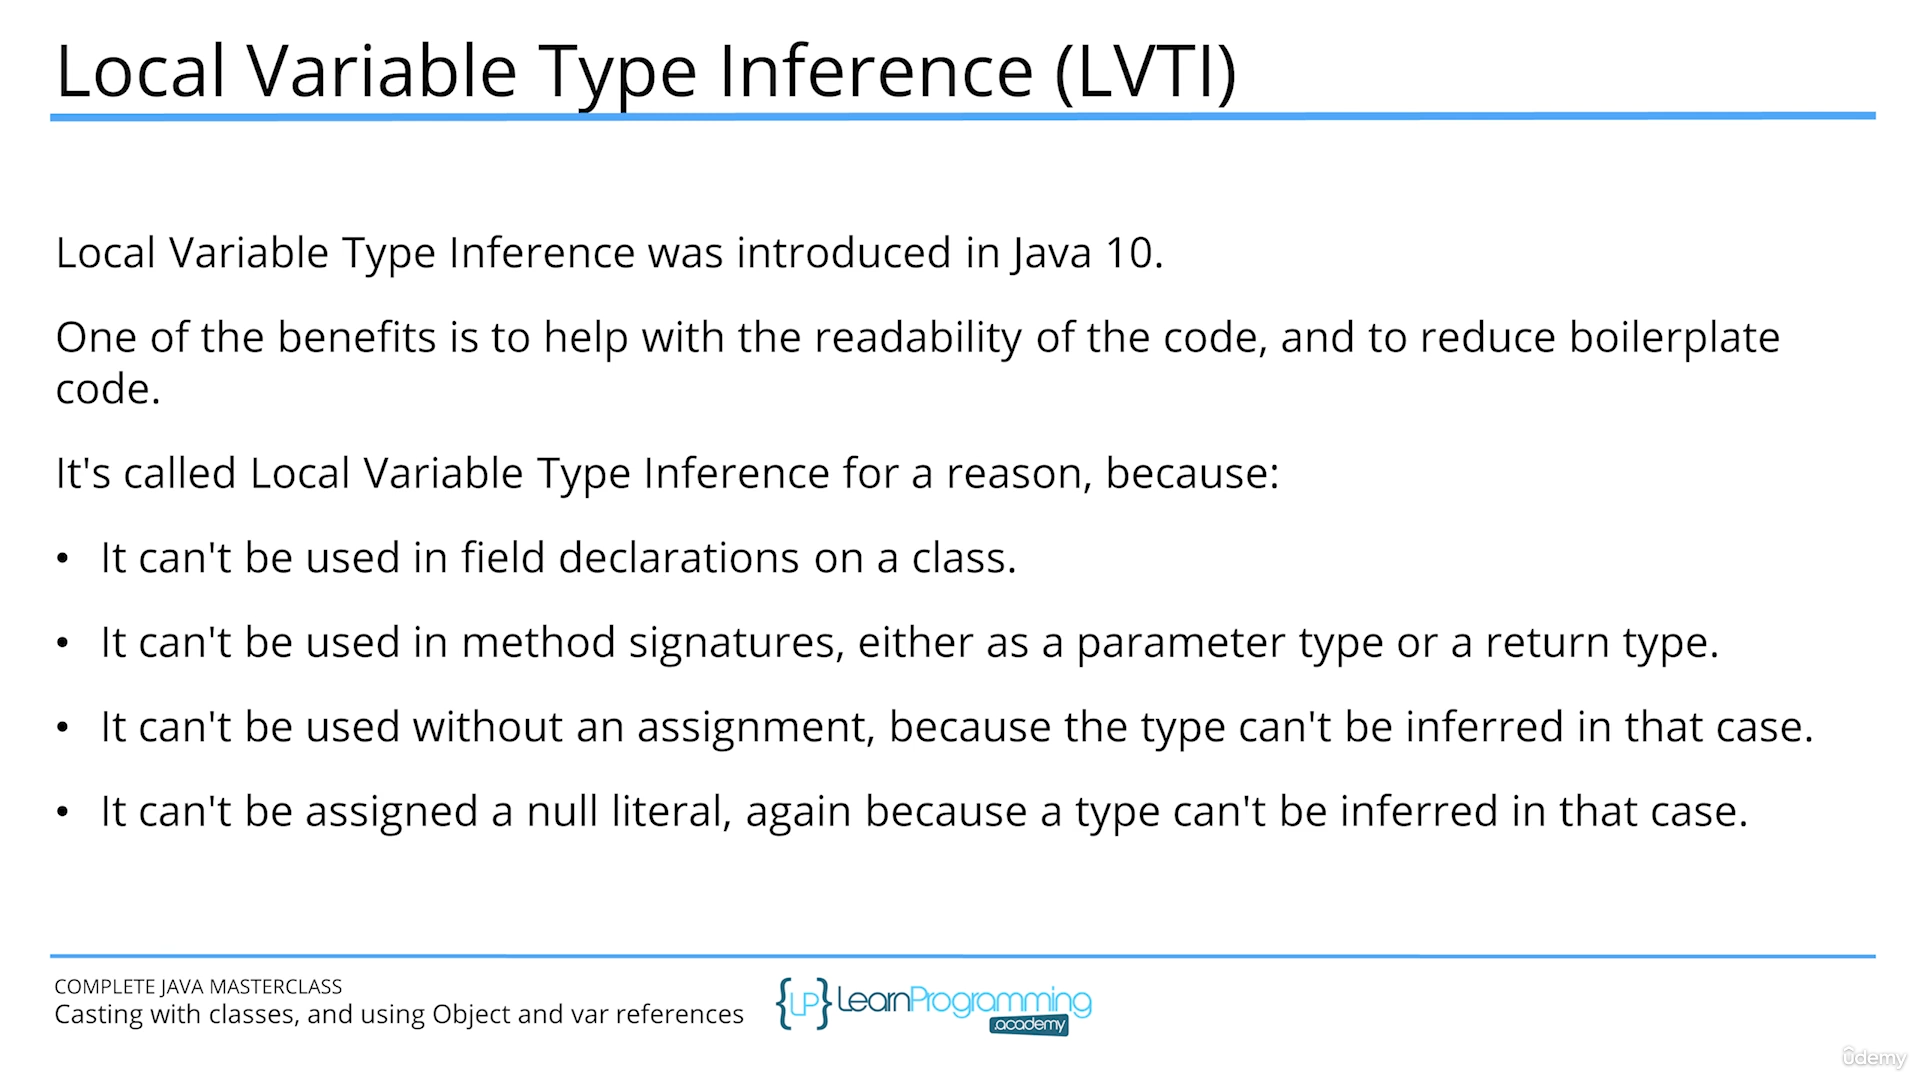 Local Variable Type Inference (LVTI)
Local Variable Type Inference was introduced in Java 10.
One of the benefits is to help with the readability of the code, and to reduce boilerplate
code.
It's called Local Variable Type Inference for a reason, because:
• It can't be used in field declarations on a class.
• It can't be used in method signatures, either as a parameter type or a return type.
• It can't be used without an assignment, because the type can't be inferred in that case.
• It can't be assigned a null literal, again because a type can't be inferred in that case.
COMPLETE JAVA MASTERCLASS
Casting with classes, and using Object and var references
{LP} LearnProgramming
.academy
ûdemy